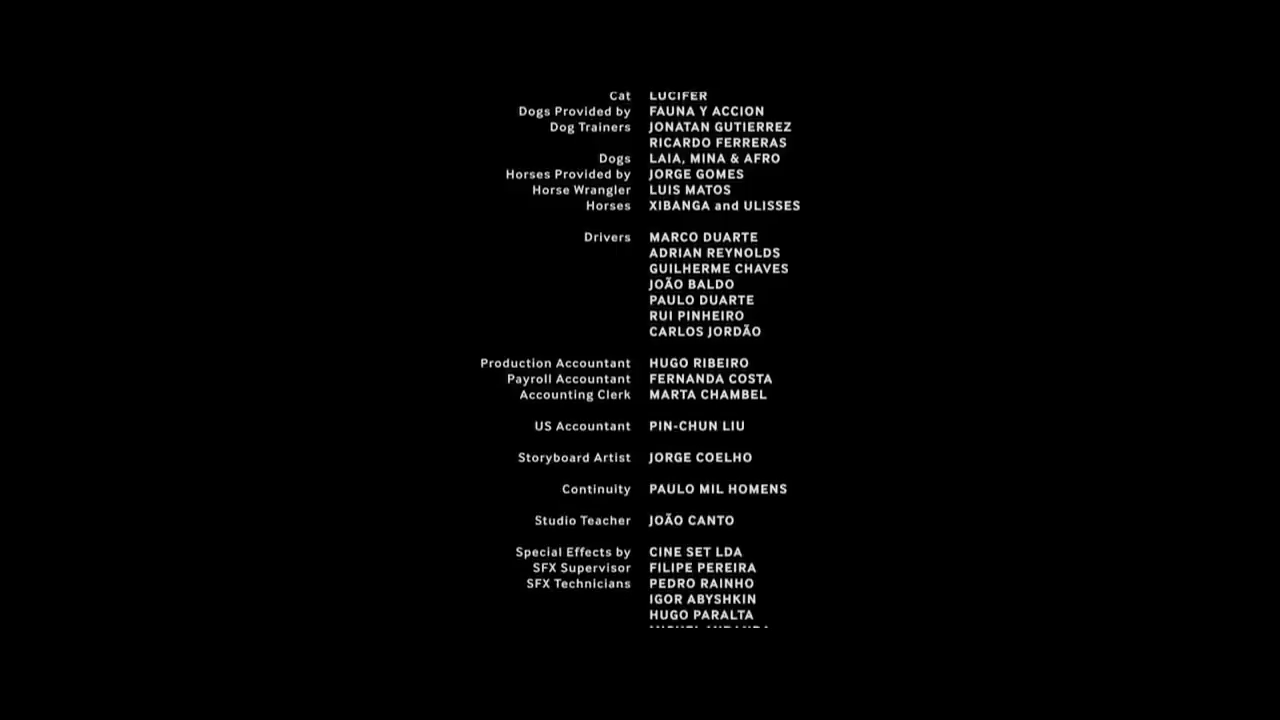 Cat LUCIFER
Dogs Provided by FAUNA Y ACCION
Dog Trainers JONATAN GUTIERREZ
RICARDO FERRERAS
Dogs LAIA, MINA & AFRO
Horses Provided by JORGE GOMES
Horse Wrangler LUIS MATOS
Horses XIBANGA and ULISSES
Drivers MARCO DUARTE
ADRIAN REYNOLDS
GUILHERME CHAVES
JOÃO BALDO
PAULO DUARTE
RUI PINHEIRO
CARLOS JORDÃO
Production Accountant HUGO RIBEIRO
Payroll Accountant FERNANDA COSTA
Accounting Clerk MARTA CHAMBEL
US Accountant PIN-CHUN LIU
Storyboard Artist JORGE COELHO
Continuity PAULO MIL HOMENS
Studio Teacher JOÃO CANTO
Special Effects by CINE SET LDA
SFX Supervisor FILIPE PEREIRA
SFX Technicians PEDRO RAINHO
IGOR ABYSHKIN
HUGO PARALTA